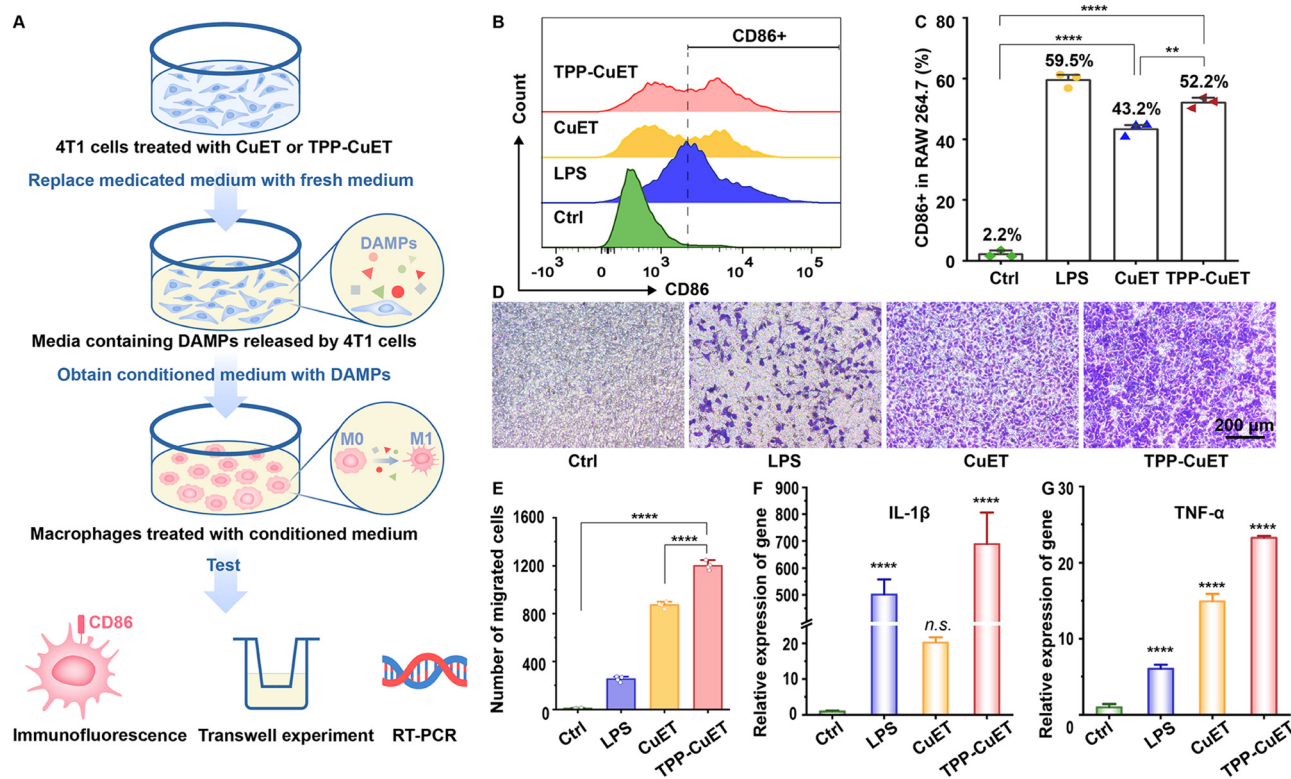 A
4T1 cells treated with CuET or TPP-CuET
Replace medicated medium with fresh medium
DAMPs
Media containing DAMPs released by 4T1 cells
Obtain conditioned medium with DAMPs
M0
M1
Macrophages treated with conditioned medium
Test
CD86
Immunofluorescence
Transwell experiment
RT-PCR
B
CD86+
TPP-CuET
CuET
LPS
Ctrl
Count
-10³ 0 10³ 10⁴ 10⁵
CD86
C
****
****
**
59.5%
52.2%
43.2%
2.2%
CD86+ in RAW 264.7 (%)
80
60
40
20
0
Ctrl LPS CuET TPP-CuET
D
200 μm
Ctrl LPS CuET TPP-CuET
E
****
****
Number of migrated cells
1600
1200
800
400
0
Ctrl LPS CuET TPP-CuET
F
IL-1β
****
****
n.s.
Relative expression of gene
900
800
700
600
500
400
20
10
0
Ctrl LPS CuET TPP-CuET
G
TNF-α
****
****
****
Relative expression of gene
30
20
10
0
Ctrl LPS CuET TPP-CuET